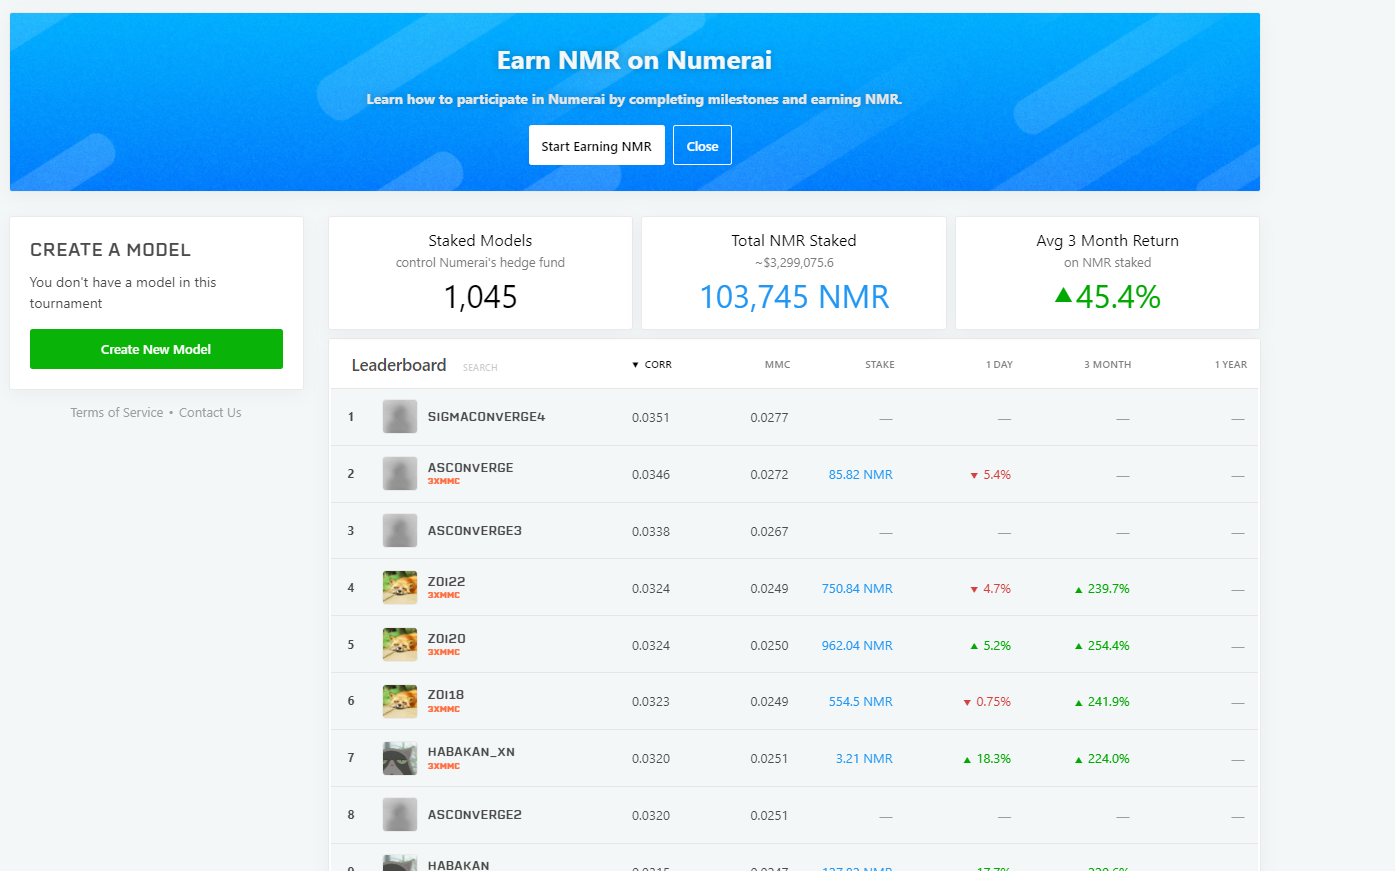 Earn NMR on Numerai
Learn how to participate in Numerai by completing milestones and earning NMR.
Start Earning NMR Close
CREATE A MODEL
You don't have a model in this
tournament
Create New Model
Terms of Service • Contact Us
Staked Models
control Numerai's hedge fund
1,045
Total NMR Staked
~$3,299,075.6
103,745 NMR
Avg 3 Month Return
on NMR staked
▲45.4%
Leaderboard SEARCH ▼ CORR MMC STAKE 1 DAY 3 MONTH 1 YEAR
1 SIGMACONVERGE4 0.0351 0.0277 — — — —
2 ASCONVERGE 0.0346 0.0272 85.82 NMR ▼ 5.4% — —
3XMMC
3 ASCONVERGE3 0.0338 0.0267 — — — —
4 ZOI22 0.0324 0.0249 750.84 NMR ▼ 4.7% ▲ 239.7% —
3XMMC
5 ZOI20 0.0324 0.0250 962.04 NMR ▲ 5.2% ▲ 254.4% —
3XMMC
6 ZOI18 0.0323 0.0249 554.5 NMR ▼ 0.75% ▲ 241.9% —
3XMMC
7 HABAKAN_XN 0.0320 0.0251 3.21 NMR ▲ 18.3% ▲ 224.0% —
3XMMC
8 ASCONVERGE2 0.0320 0.0251 — — — —
HABAKAN